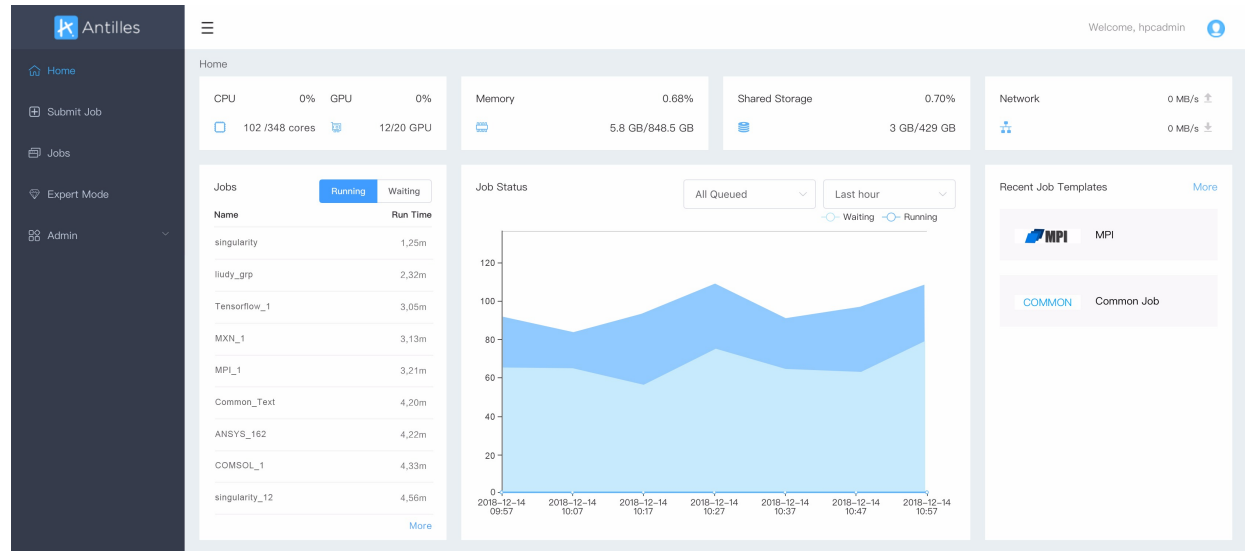 Antilles
Welcome, hpcadmin
Home
Submit Job
Jobs
Expert Mode
Admin
Home
CPU 0% GPU 0%
102 /348 cores 12/20 GPU
Memory 0.68%
5.8 GB/848.5 GB
Shared Storage 0.70%
3 GB/429 GB
Network 0 MB/s
0 MB/s
Jobs Running Waiting
Name Run Time
singularity 1,25m
liudy_grp 2,32m
Tensorflow_1 3,05m
MXN_1 3,13m
MPI_1 3,21m
Common_Text 4,20m
ANSYS_162 4,22m
COMSOL_1 4,33m
singularity_12 4,56m
More
Job Status All Queued Last hour
Waiting Running
120
100
80
60
40
20
0
2018-12-14 2018-12-14 2018-12-14 2018-12-14 2018-12-14 2018-12-14 2018-12-14
09:57 10:07 10:17 10:27 10:37 10:47 10:57
Recent Job Templates More
MPI MPI
COMMON Common Job